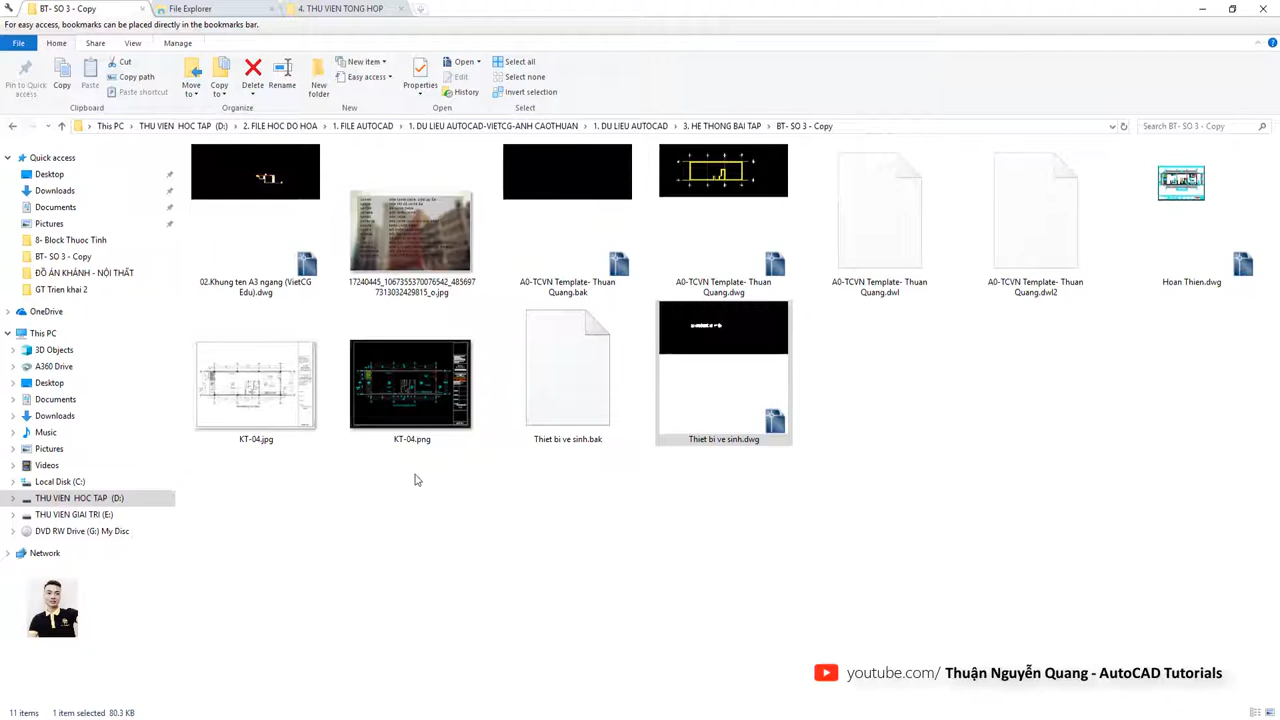 BT- SO 3 - Copy
File Explorer
4. THU VIEN TONG HOP
For easy access, bookmarks can be placed directly in the bookmarks bar.
File Home Share View Manage
Pin to Quick access
Copy
Paste
Cut
Copy path
Paste shortcut
Move to
Copy to
Delete
Rename
New folder
New item
Easy access
Properties
Open
Edit
History
Select all
Select none
Invert selection
Clipboard Organize New Open Select
This PC > THU VIEN HOC TAP (D:) > 2. FILE HOC DO HOA > 1. FILE AUTOCAD > 1. DU LIEU AUTOCAD-VIETCG-ANH CAOTHUAN > 1. DU LIEU AUTOCAD > 3. HE THONG BAI TAP > BT- SO 3 - Copy
Search BT- SO 3 - Copy
Quick access
Desktop
Downloads
Documents
Pictures
8- Block Thuoc Tinh
BT- SO 3 - Copy
ĐỒ ÁN KHÁNH - NỘI THẤT
GT Trien khai 2
OneDrive
This PC
3D Objects
A360 Drive
Desktop
Documents
Downloads
Music
Pictures
Videos
Local Disk (C:)
THU VIEN HOC TAP (D:)
THU VIEN GIAI TRI (E:)
DVD RW Drive (G:) My Disc
Network
02.Khung ten A3 ngang (VietCG
Edu).dwg
17240445_1067355370076542_485697
7313032429815_o.jpg
A0-TCVN Template- Thuan
Quang.bak
A0-TCVN Template- Thuan
Quang.dwg
A0-TCVN Template- Thuan
Quang.dwl
A0-TCVN Template- Thuan
Quang.dwl2
Hoan Thien.dwg
KT-04.jpg
KT-04.png
Thiet bi ve sinh.bak
Thiet bi ve sinh.dwg
youtube.com/ Thuận Nguyễn Quang - AutoCAD Tutorials
11 items 1 item selected 80.3 KB